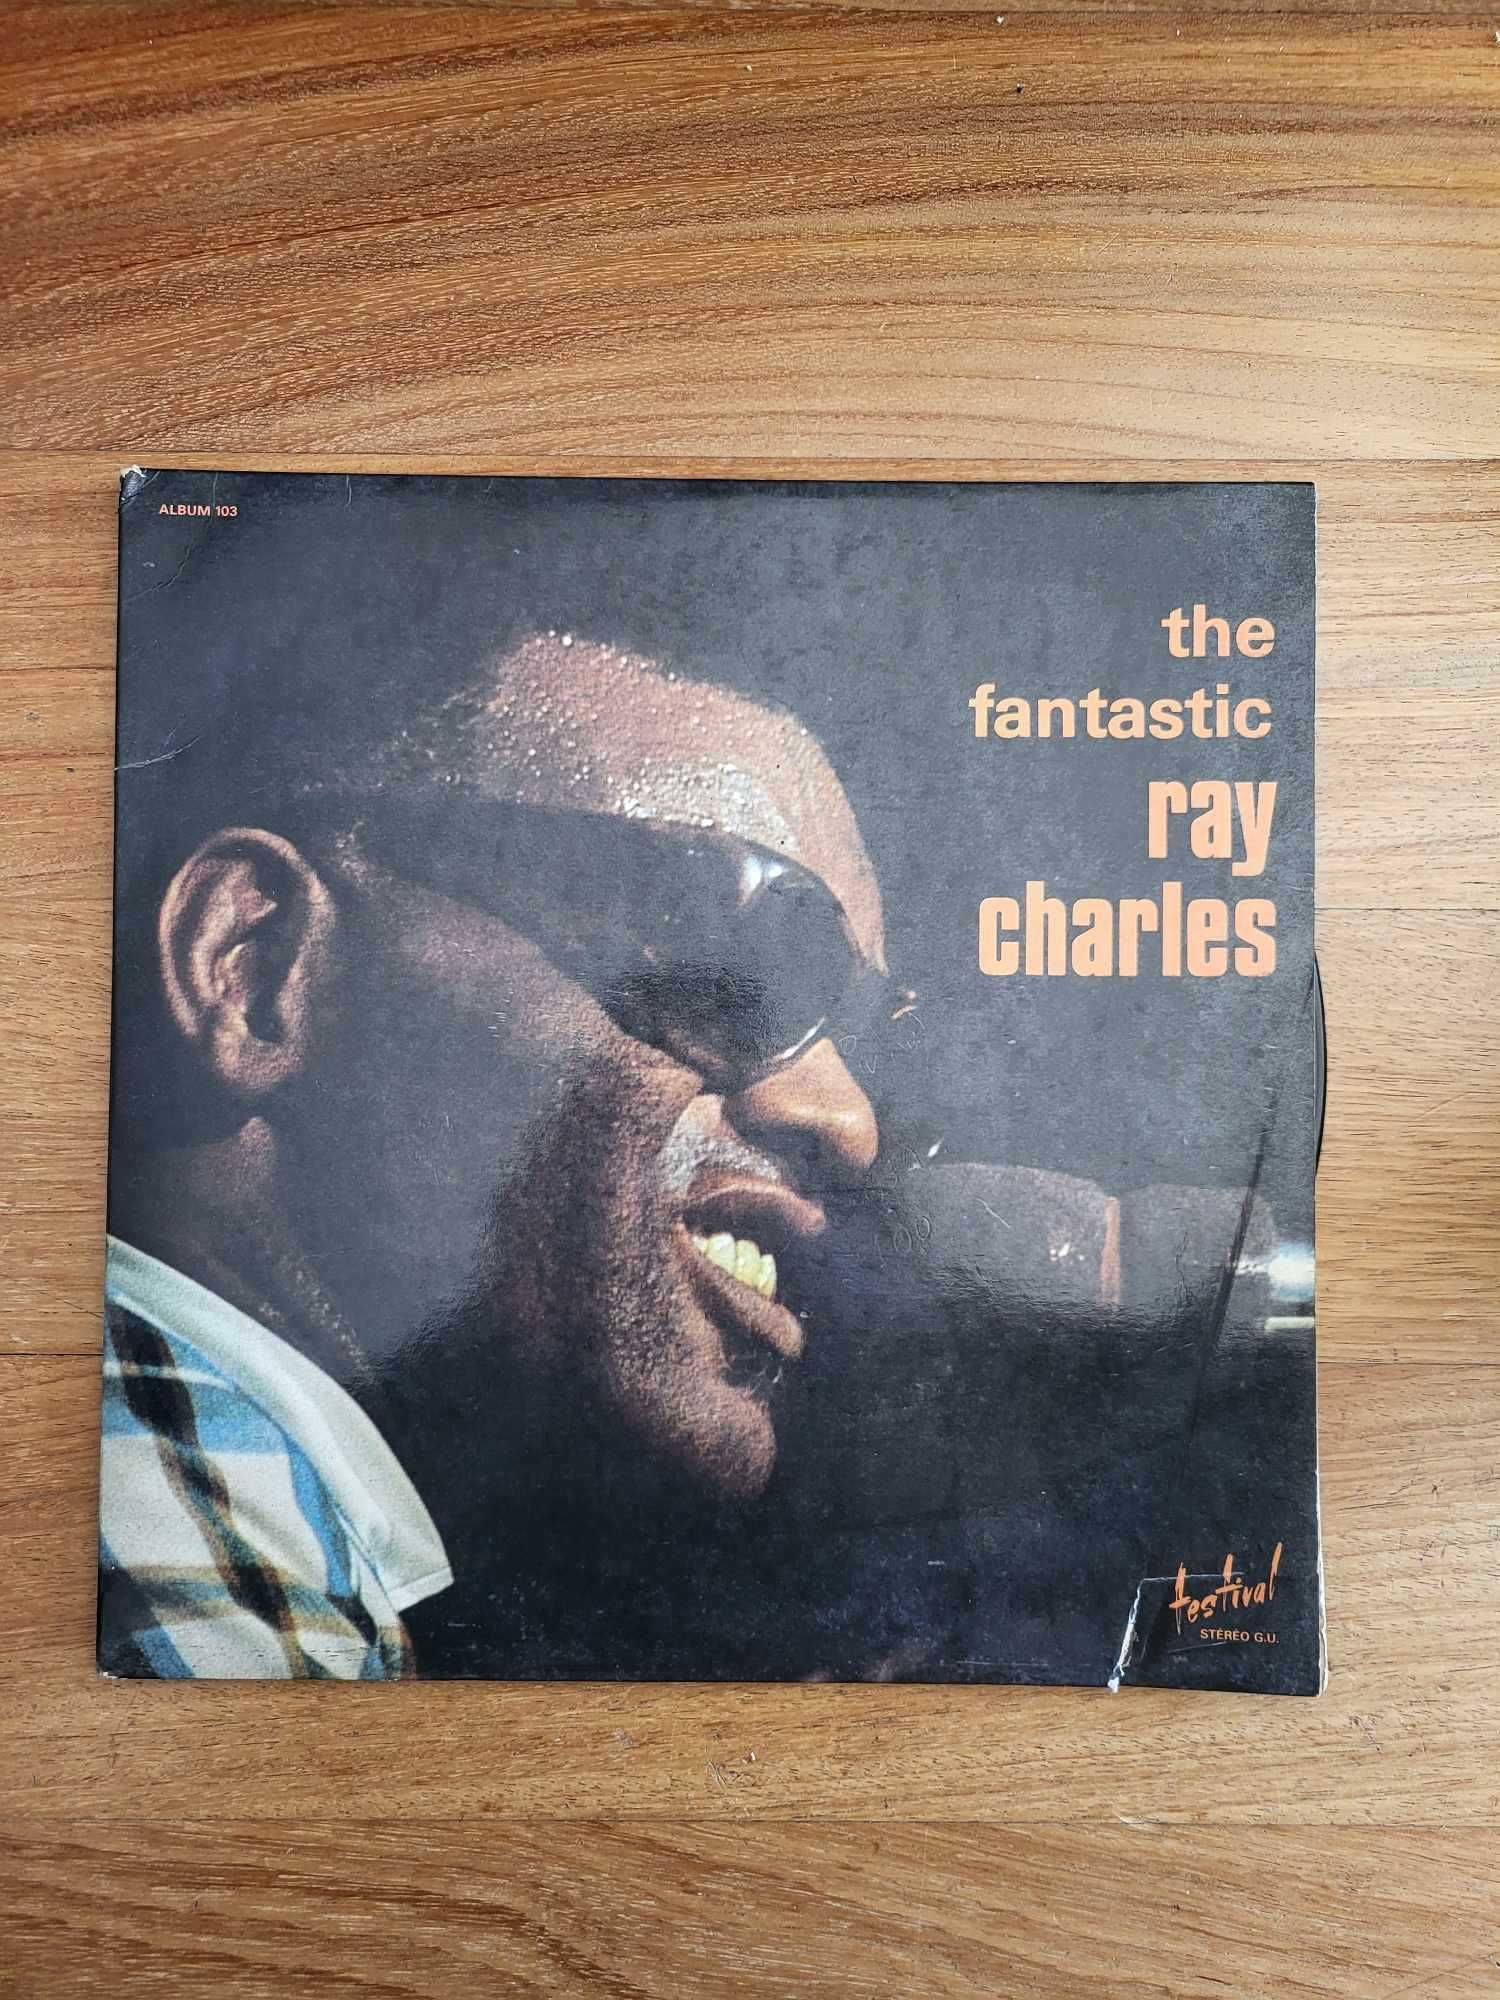 ALBUM 103
the
fantastic
ray
charles
festival
STÉRÉO G.U.